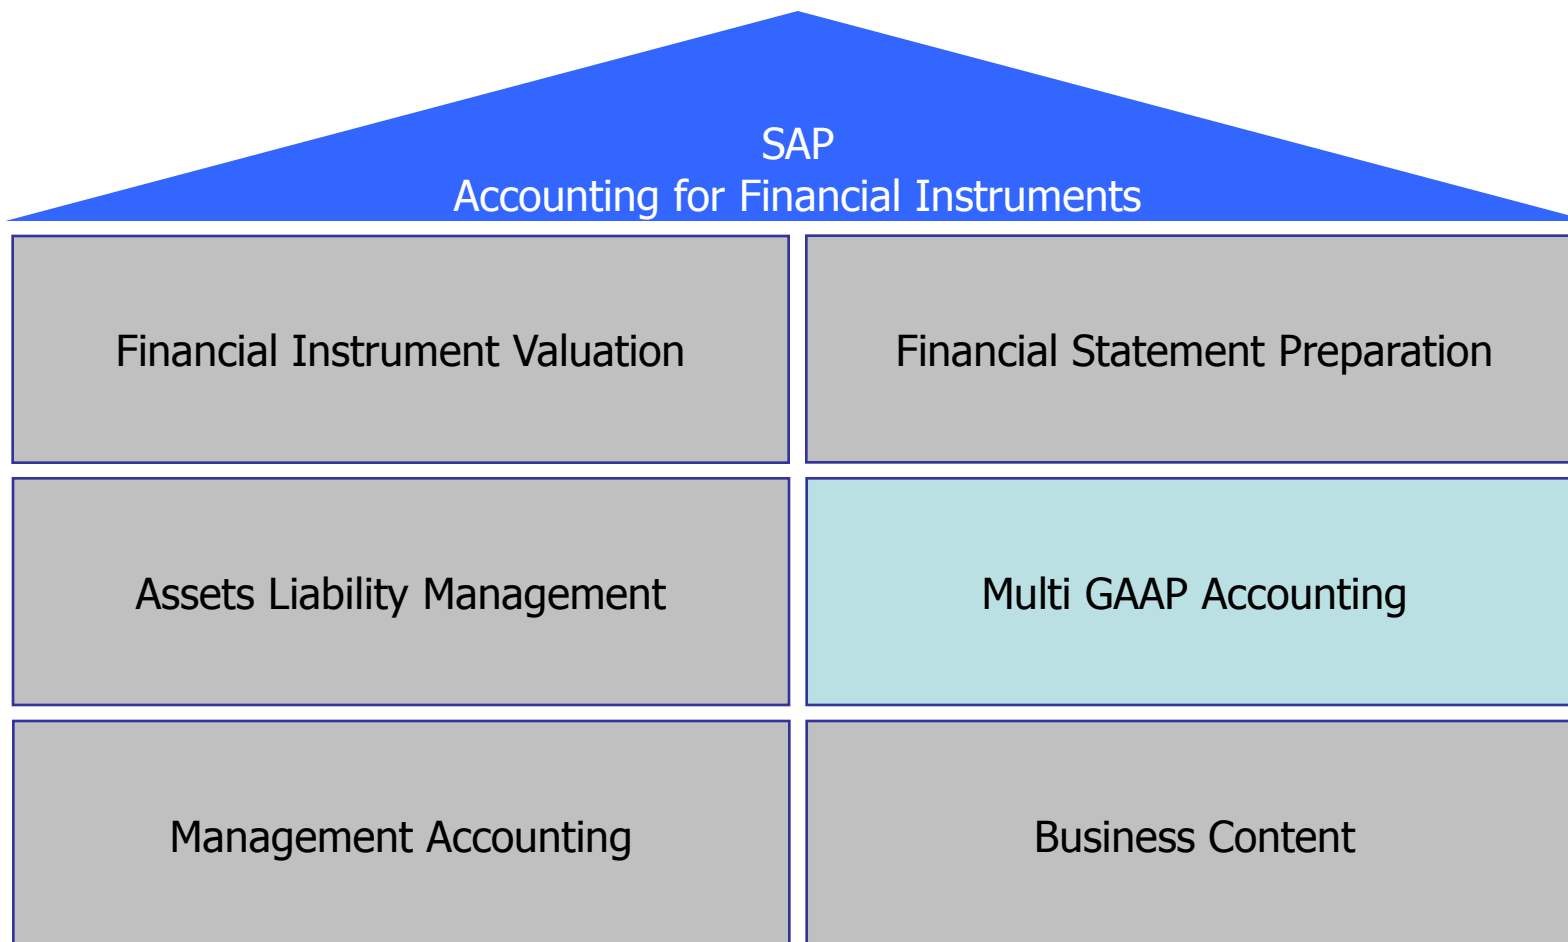 SAP
Accounting for Financial Instruments
Financial Instrument Valuation
Financial Statement Preparation
Assets Liability Management
Multi GAAP Accounting
Management Accounting
Business Content